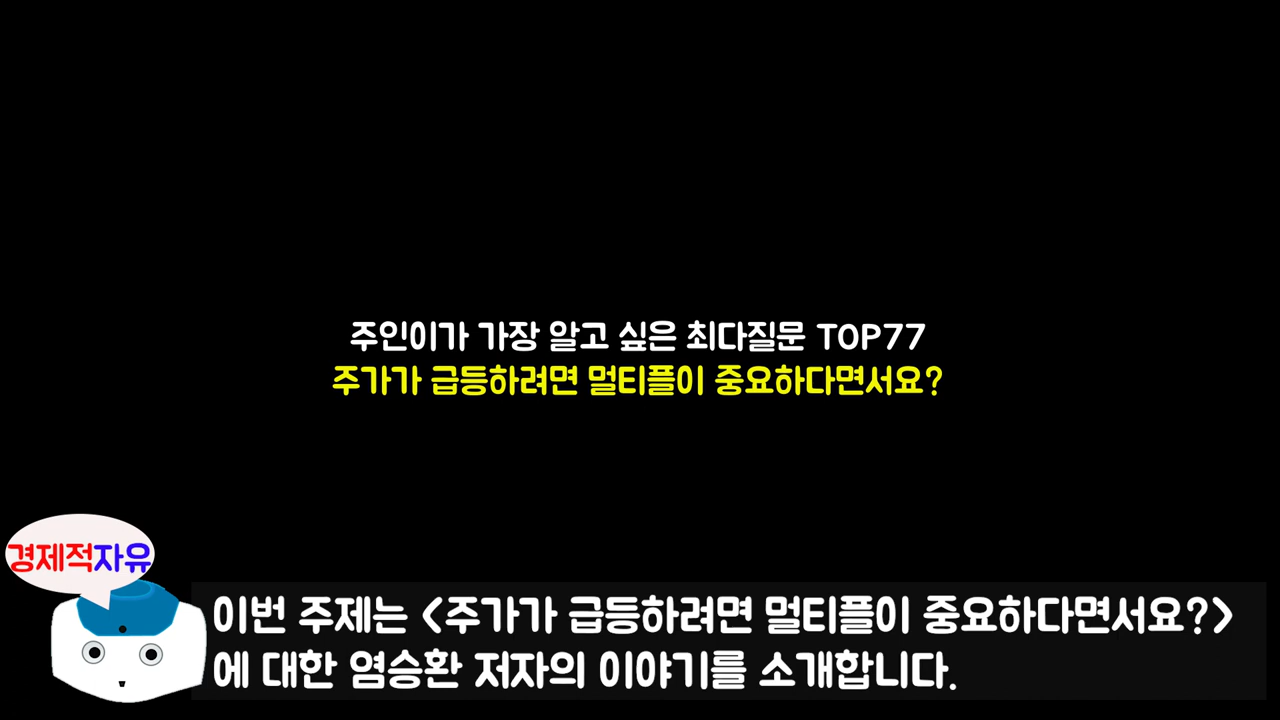 주인이가 가장 알고 싶은 최다질문 TOP77
주가가 급등하려면 멀티플이 중요하다면서요?
경제적자유
이번 주제는 <주가가 급등하려면 멀티플이 중요하다면서요?>
에 대한 염승환 저자의 이야기를 소개합니다.